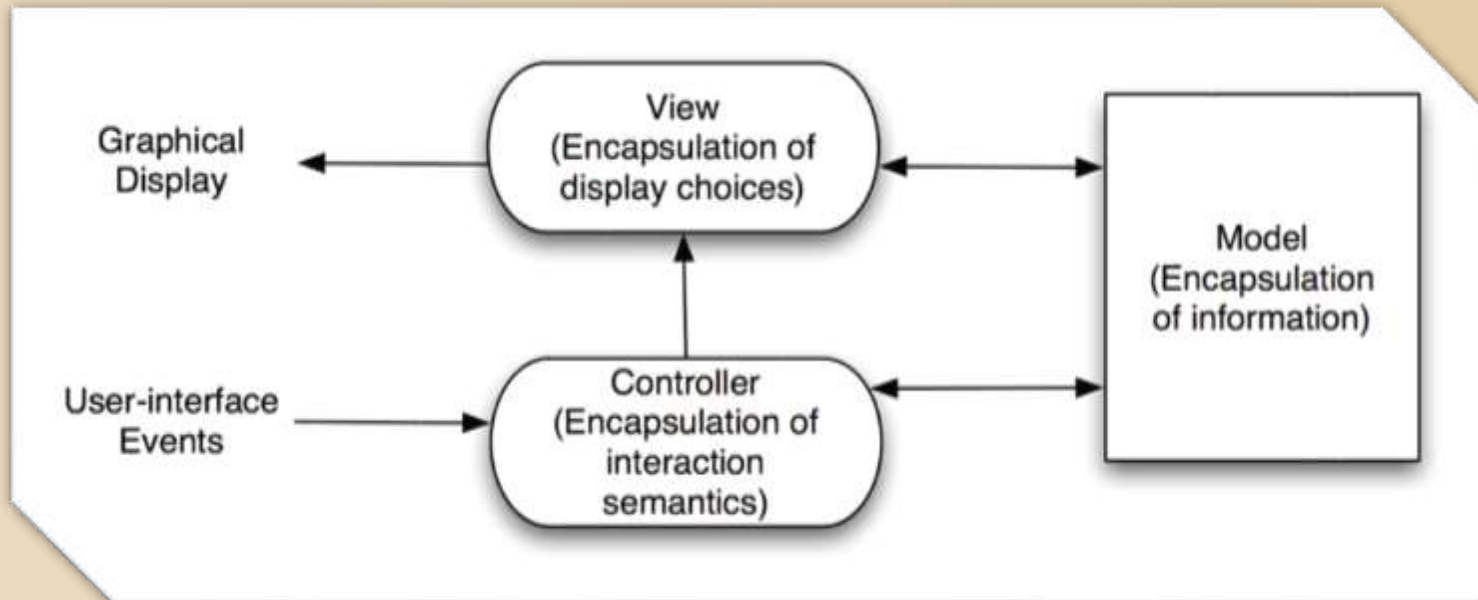 Graphical
Display
View
(Encapsulation of
display choices)
Model
(Encapsulation
of information)
User-interface
Events
Controller
(Encapsulation of
interaction
semantics)